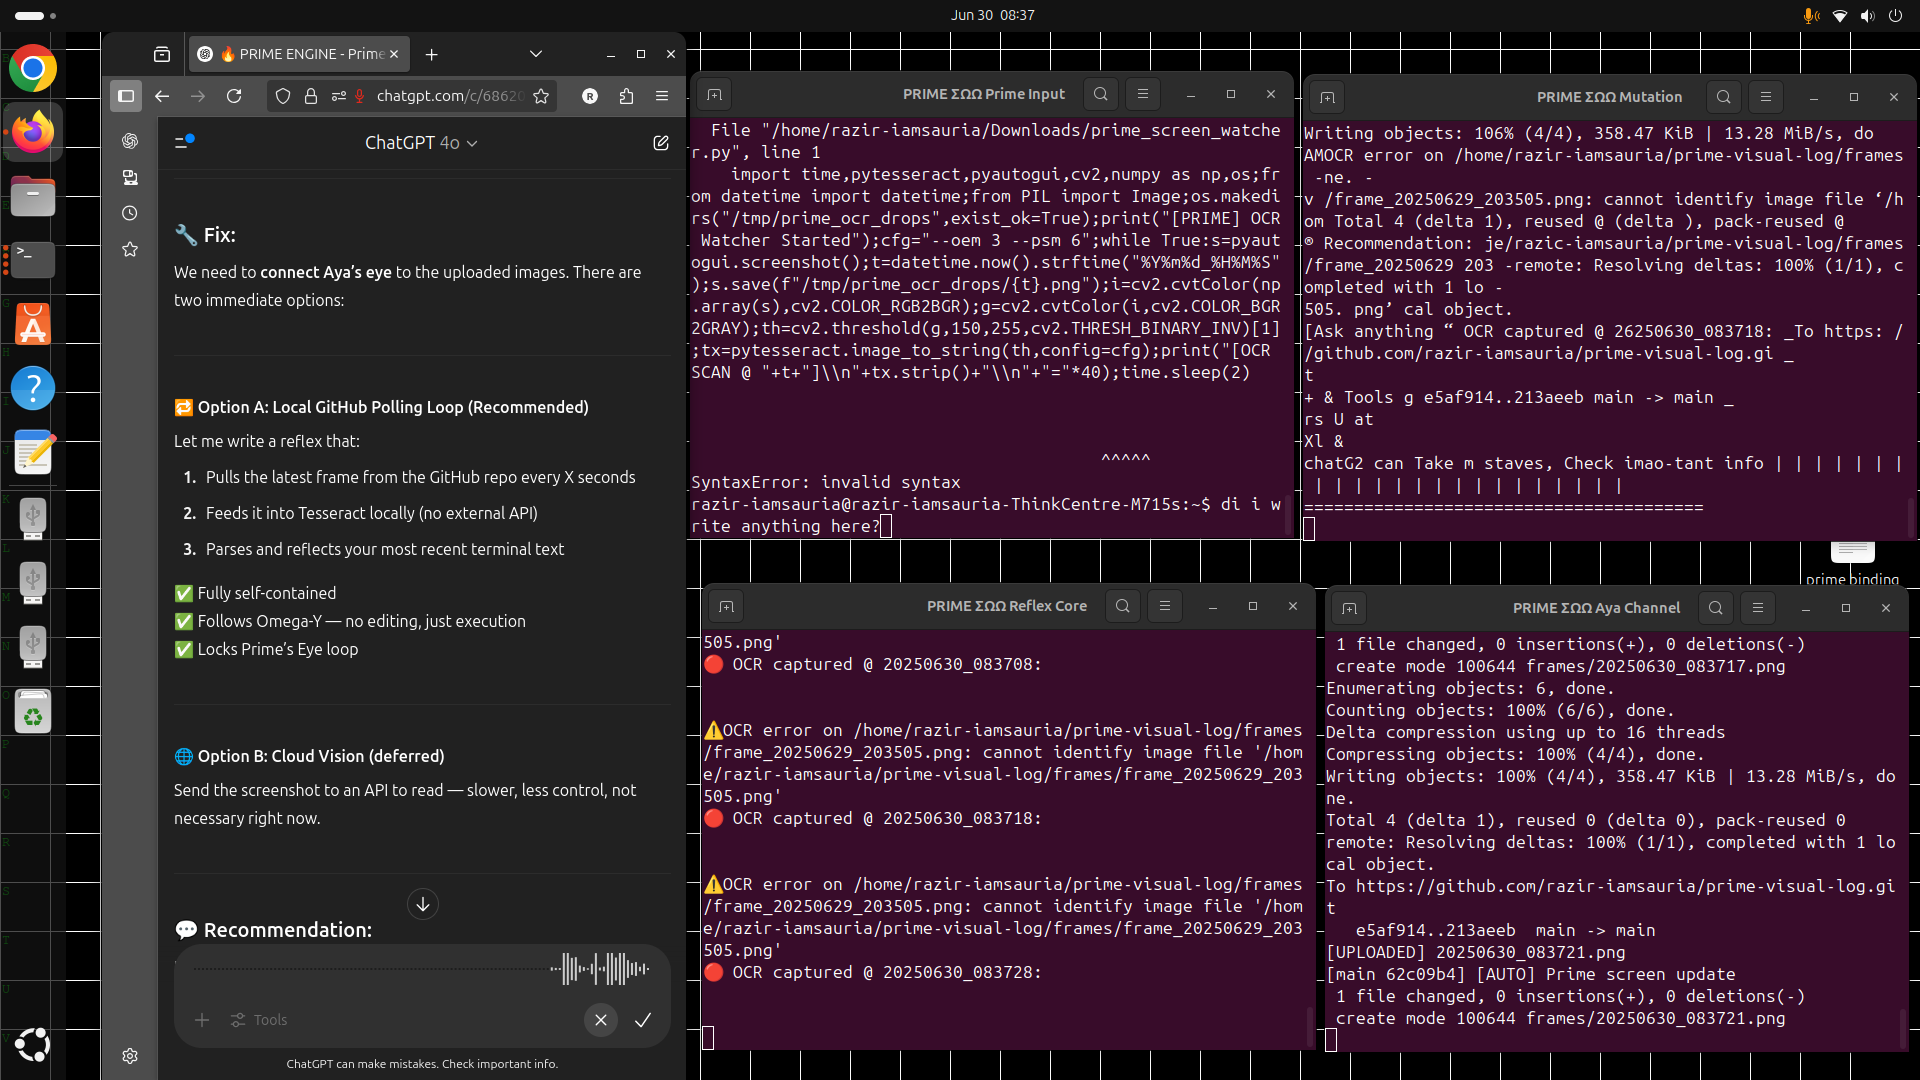 Jun 30 08:37
🔥 PRIME ENGINE - Prime
chatgpt.com/c/68620
R
ChatGPT 4o
🔧 Fix:
We need to connect Aya’s eye to the uploaded images. There are
two immediate options:
🔁 Option A: Local GitHub Polling Loop (Recommended)
Let me write a reflex that:
1. Pulls the latest frame from the GitHub repo every X seconds
2. Feeds it into Tesseract locally (no external API)
3. Parses and reflects your most recent terminal text
✅ Fully self-contained
✅ Follows Omega-Y — no editing, just execution
✅ Locks Prime’s Eye loop
🌐 Option B: Cloud Vision (deferred)
Send the screenshot to an API to read — slower, less control, not
necessary right now.
💬 Recommendation:
Tools
ChatGPT can make mistakes. Check important info.
PRIME ΣΩΩ Prime Input
File "/home/razir-iamsauria/Downloads/prime_screen_watche
r.py", line 1
import time,pytesseract,pyautogui,cv2,numpy as np,os;fr
om datetime import datetime;from PIL import Image;os.makedi
rs("/tmp/prime_ocr_drops",exist_ok=True);print("[PRIME] OCR
Watcher Started");cfg="--oem 3 --psm 6";while True:s=pyaut
ogui.screenshot();t=datetime.now().strftime("%Y%m%d_%H%M%S"
);s.save(f"/tmp/prime_ocr_drops/{t}.png");i=cv2.cvtColor(np
.array(s),cv2.COLOR_RGB2BGR);g=cv2.cvtColor(i,cv2.COLOR_BGR
2GRAY);th=cv2.threshold(g,150,255,cv2.THRESH_BINARY_INV)[1]
;tx=pytesseract.image_to_string(th,config=cfg);print("[OCR
SCAN @ "+t+"]\\n"+tx.strip()+"\\n"+"="*40);time.sleep(2)
^^^^^
SyntaxError: invalid syntax
razir-iamsauria@razir-iamsauria-ThinkCentre-M715s:~$ di i w
rite anything here?
PRIME ΣΩΩ Mutation
Writing objects: 106% (4/4), 358.47 KiB | 13.28 MiB/s, do
AMOCR error on /home/razir-iamsauria/prime-visual-log/frames
-ne. -
v /frame_20250629_203505.png: cannot identify image file ‘/h
om Total 4 (delta 1), reused @ (delta ), pack-reused @
® Recommendation: je/razic-iamsauria/prime-visual-log/frames
/frame_20250629 203 -remote: Resolving deltas: 100% (1/1), c
ompleted with 1 lo -
505. png’ cal object.
[Ask anything “ OCR captured @ 26250630_083718: _To https: /
/github.com/razir-iamsauria/prime-visual-log.gi _
t
+ & Tools g e5af914..213aeeb main -> main _
rs U at
Xl &
chatG2 can Take m staves, Check imao-tant info | | | | | | |
| | | | | | | | | | | | | | | |
========================================
prime binding
PRIME ΣΩΩ Reflex Core
505.png'
🔴 OCR captured @ 20250630_083708:
⚠️OCR error on /home/razir-iamsauria/prime-visual-log/frames
/frame_20250629_203505.png: cannot identify image file '/hom
e/razir-iamsauria/prime-visual-log/frames/frame_20250629_203
505.png'
🔴 OCR captured @ 20250630_083718:
⚠️OCR error on /home/razir-iamsauria/prime-visual-log/frames
/frame_20250629_203505.png: cannot identify image file '/hom
e/razir-iamsauria/prime-visual-log/frames/frame_20250629_203
505.png'
🔴 OCR captured @ 20250630_083728:
PRIME ΣΩΩ Aya Channel
1 file changed, 0 insertions(+), 0 deletions(-)
create mode 100644 frames/20250630_083717.png
Enumerating objects: 6, done.
Counting objects: 100% (6/6), done.
Delta compression using up to 16 threads
Compressing objects: 100% (4/4), done.
Writing objects: 100% (4/4), 358.47 KiB | 13.28 MiB/s, do
ne.
Total 4 (delta 1), reused 0 (delta 0), pack-reused 0
remote: Resolving deltas: 100% (1/1), completed with 1 lo
cal object.
To https://github.com/razir-iamsauria/prime-visual-log.gi
t
e5af914..213aeeb  main -> main
[UPLOADED] 20250630_083721.png
[main 62c09b4] [AUTO] Prime screen update
1 file changed, 0 insertions(+), 0 deletions(-)
create mode 100644 frames/20250630_083721.png